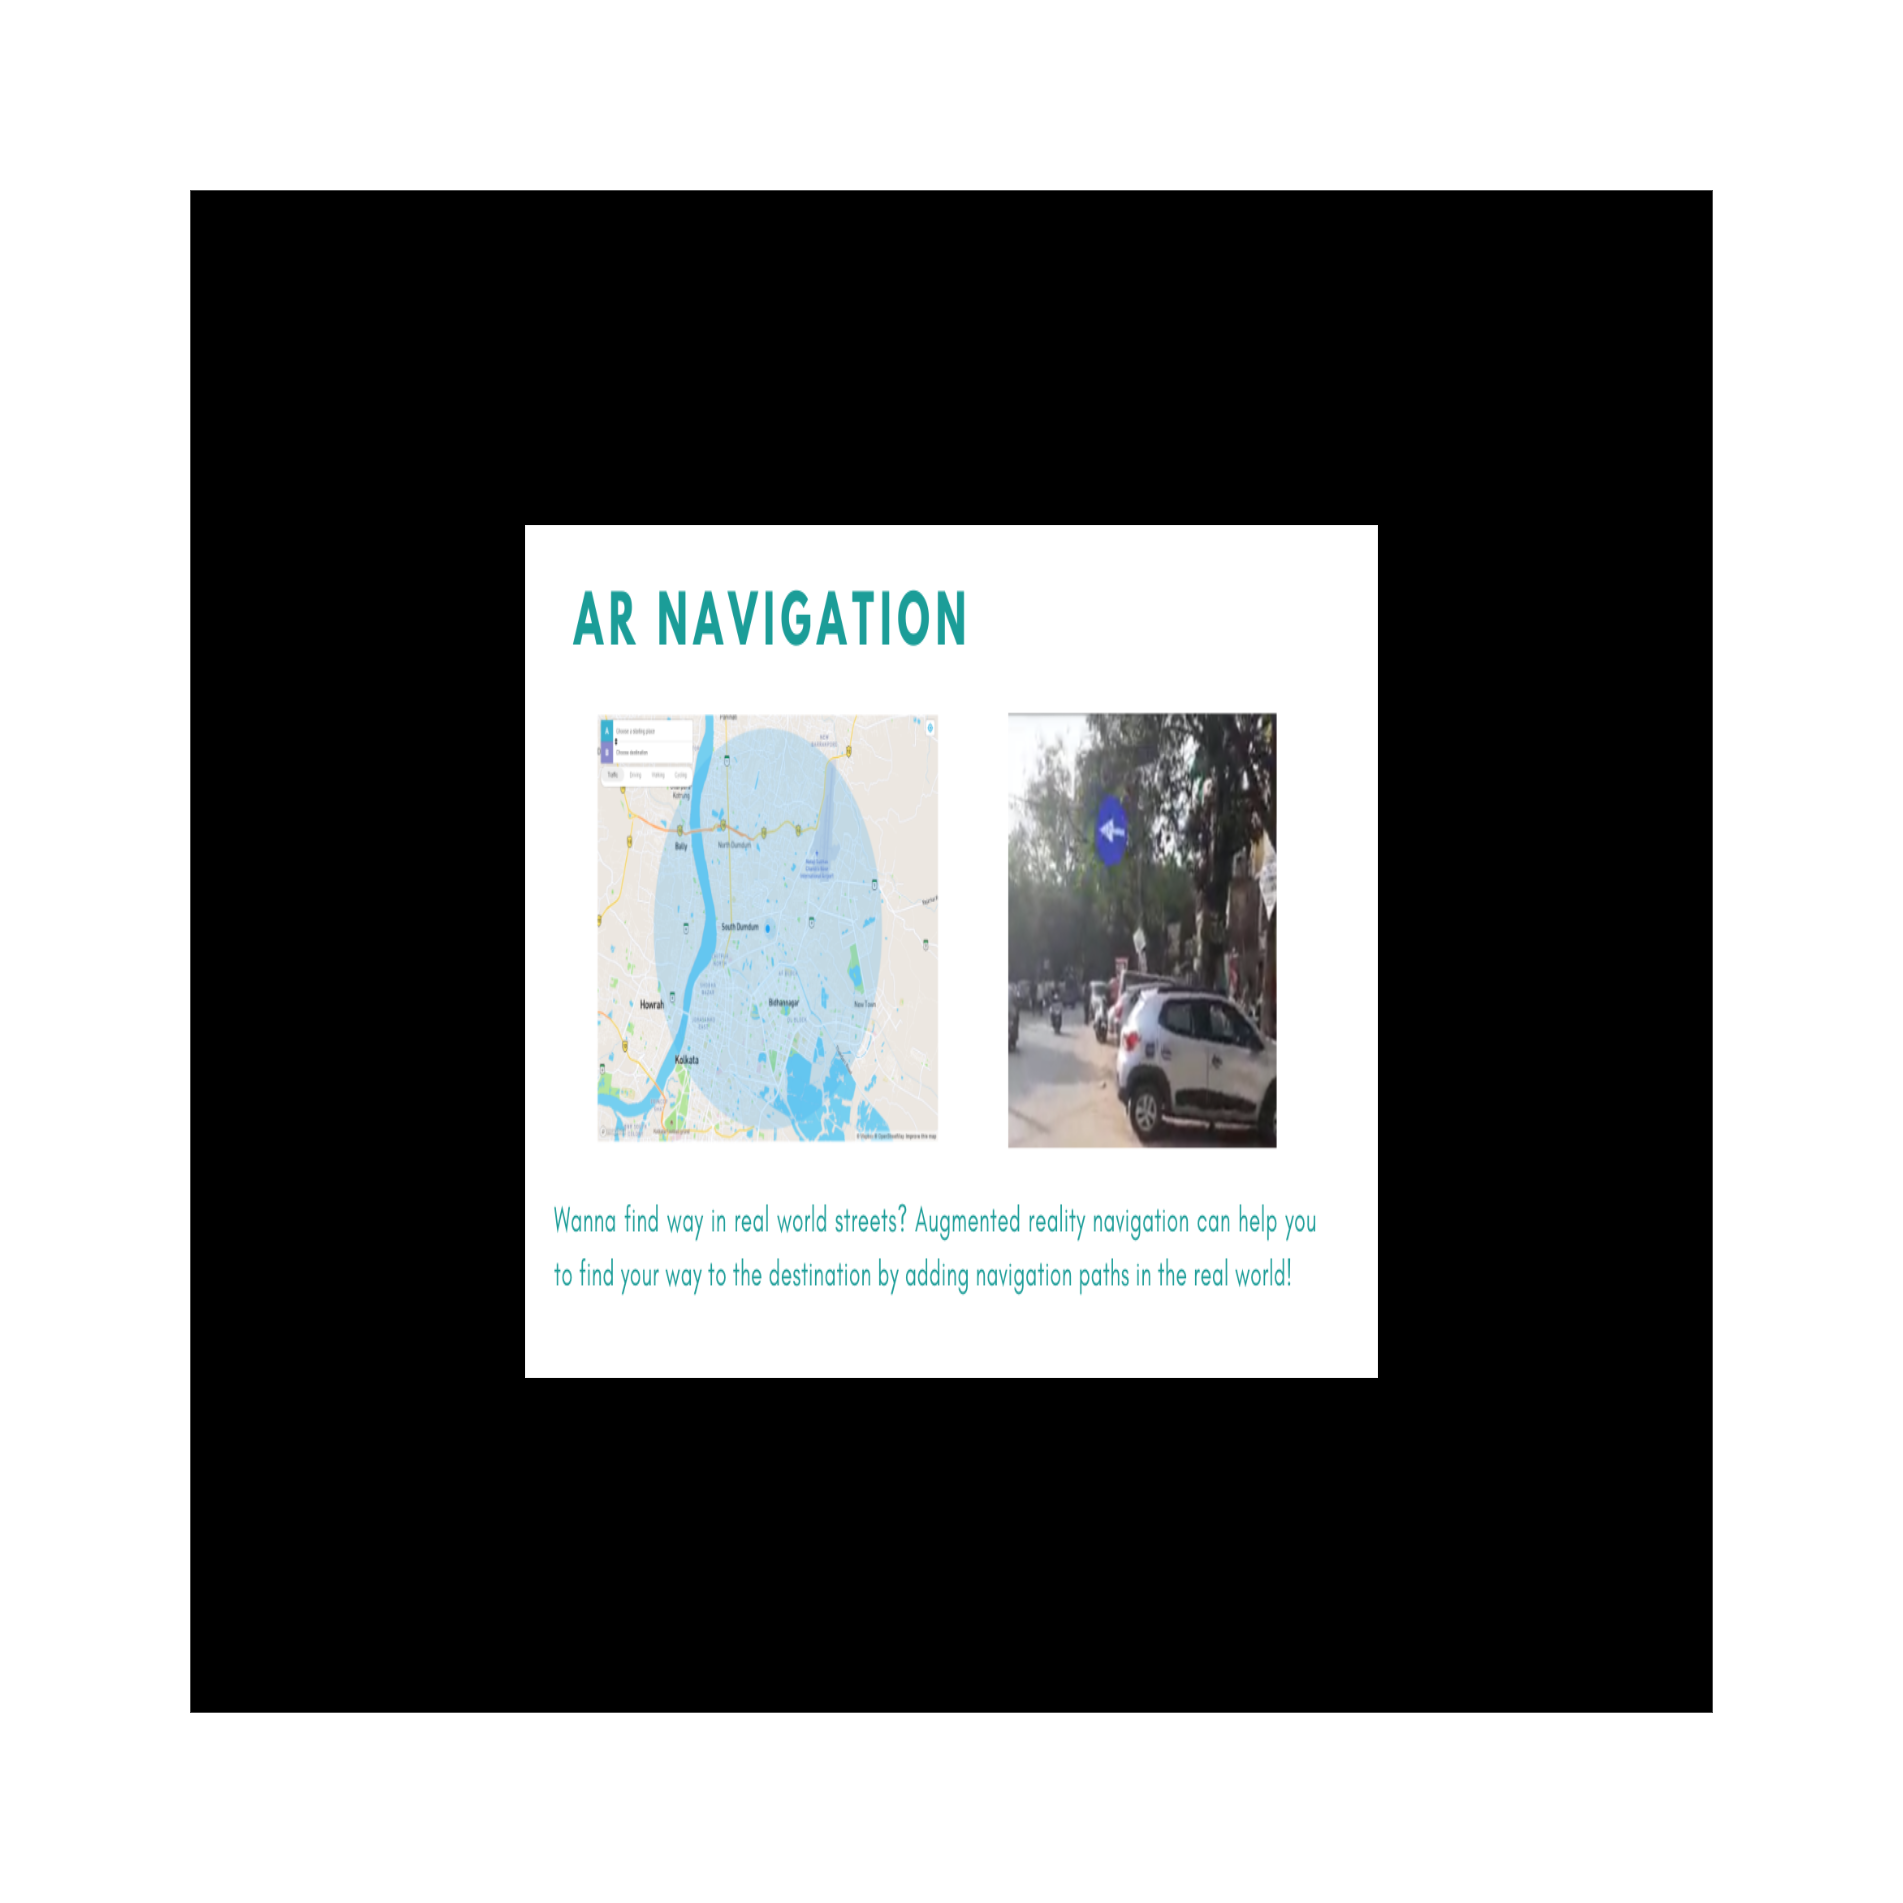 AR NAVIGATION
Choose a starting place
Choose destination
Traffic Driving Walking Cycling
Kotrung
Bally
North Dumdum
South Dumdum
Howrah
Bidhannagar
New Town
Kolkata
Wanna find way in real world streets? Augmented reality navigation can help you
to find your way to the destination by adding navigation paths in the real world!